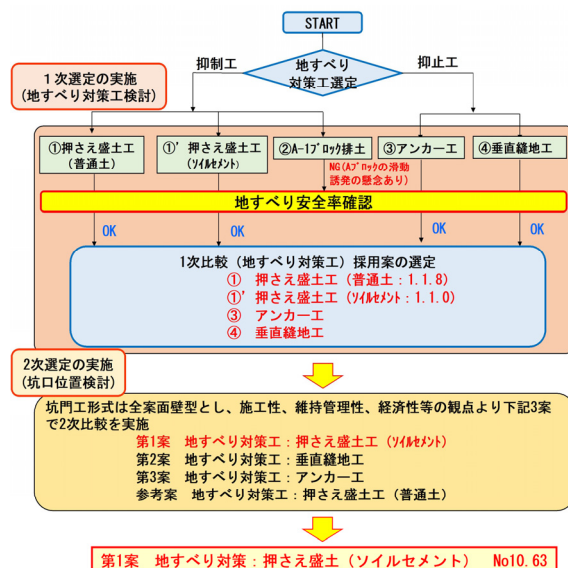 START
地すべり
対策工選定
抑制工
抑止工
1次選定の実施
(地すべり対策工検討)
①押さえ盛土工
(普通土)
①’押さえ盛土工
(ソイルセメント)
②A-1ブロック排土
③アンカー工
④垂直縫地工
NG(Aブロックの滑動
誘発の懸念あり)
地すべり安全率確認
OK
OK
OK
OK
1次比較（地すべり対策工）採用案の選定
① 押さえ盛土工（普通土：1.1.8）
①’ 押さえ盛土工（ソイルセメント：1.1.0）
③ アンカー工
④ 垂直縫地工
2次選定の実施
(坑口位置検討)
坑門工形式は全案面壁型とし、施工性、維持管理性、経済性等の観点より下記3案
で2次比較を実施
第1案 地すべり対策工：押さえ盛土工（ソイルセメント）
第2案 地すべり対策工：垂直縫地工
第3案 地すべり対策工：アンカー工
参考案 地すべり対策工：押さえ盛土工（普通土）
第1案 地すべり対策：押さえ盛土（ソイルセメント） No10.63